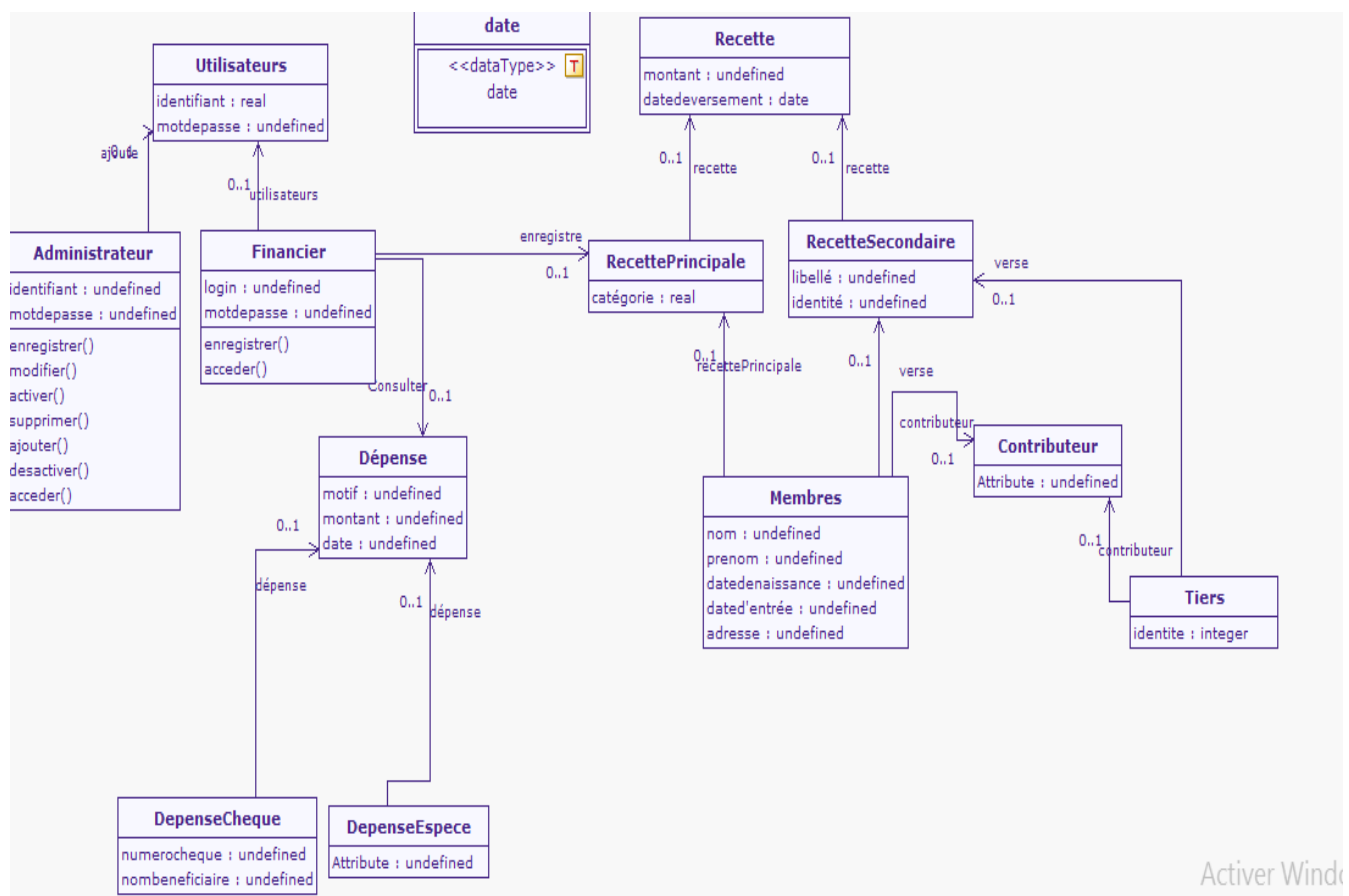 date
<<dataType>> T
date
Recette
montant : undefined
datedeversement : date
Utilisateurs
identifiant : real
motdepasse : undefined
0..1
utilisateurs
0..1
recette
0..1
recette
Administrateur
identifiant : undefined
motdepasse : undefined
enregistrer()
modifier()
activer()
supprimer()
ajouter()
desactiver()
acceder()
Financier
login : undefined
motdepasse : undefined
enregistrer()
acceder()
enregistre
0..1
RecettePrincipale
catégorie : real
RecetteSecondaire
libellé : undefined
identité : undefined
verse
0..1
Consulter
0..1
0..1
recettePrincipale
0..1
verse
contributeur
0..1
Contributeur
Attribute : undefined
Dépense
motif : undefined
montant : undefined
date : undefined
0..1
dépense
0..1
dépense
Membres
nom : undefined
prenom : undefined
datedenaissance : undefined
dated'entrée : undefined
adresse : undefined
0..1
contributeur
Tiers
identite : integer
DepenseCheque
numerocheque : undefined
nombeneficiaire : undefined
DepenseEspece
Attribute : undefined
Activer